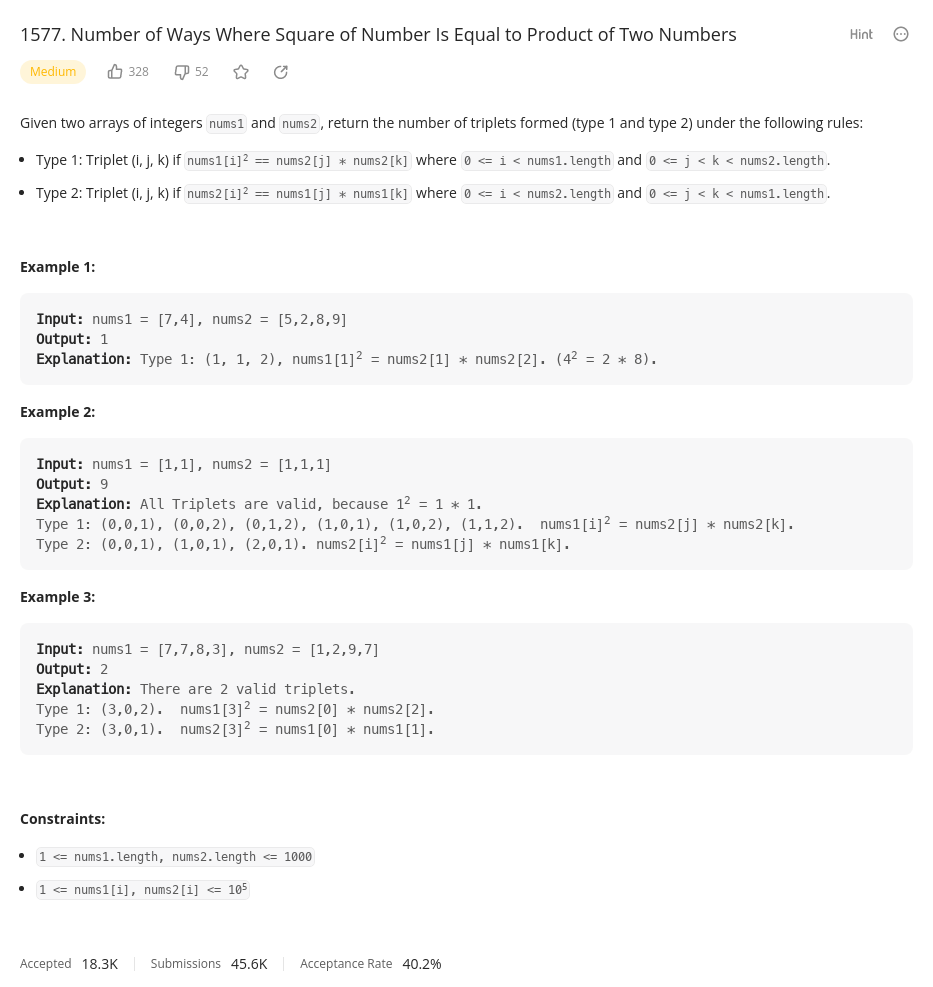 1577. Number of Ways Where Square of Number Is Equal to Product of Two Numbers
Hint
Medium 328 52
Given two arrays of integers nums1 and nums2, return the number of triplets formed (type 1 and type 2) under the following rules:
• Type 1: Triplet (i, j, k) if nums1[i]² == nums2[j] * nums2[k] where 0 <= i < nums1.length and 0 <= j < k < nums2.length.
• Type 2: Triplet (i, j, k) if nums2[i]² == nums1[j] * nums1[k] where 0 <= i < nums2.length and 0 <= j < k < nums1.length.
Example 1:
Input: nums1 = [7,4], nums2 = [5,2,8,9]
Output: 1
Explanation: Type 1: (1, 1, 2), nums1[1]² = nums2[1] * nums2[2]. (4² = 2 * 8).
Example 2:
Input: nums1 = [1,1], nums2 = [1,1,1]
Output: 9
Explanation: All Triplets are valid, because 1² = 1 * 1.
Type 1: (0,0,1), (0,0,2), (0,1,2), (1,0,1), (1,0,2), (1,1,2).  nums1[i]² = nums2[j] * nums2[k].
Type 2: (0,0,1), (1,0,1), (2,0,1). nums2[i]² = nums1[j] * nums1[k].
Example 3:
Input: nums1 = [7,7,8,3], nums2 = [1,2,9,7]
Output: 2
Explanation: There are 2 valid triplets.
Type 1: (3,0,2).  nums1[3]² = nums2[0] * nums2[2].
Type 2: (3,0,1).  nums2[3]² = nums1[0] * nums1[1].
Constraints:
• 1 <= nums1.length, nums2.length <= 1000
• 1 <= nums1[i], nums2[i] <= 10⁵
Accepted 18.3K Submissions 45.6K Acceptance Rate 40.2%